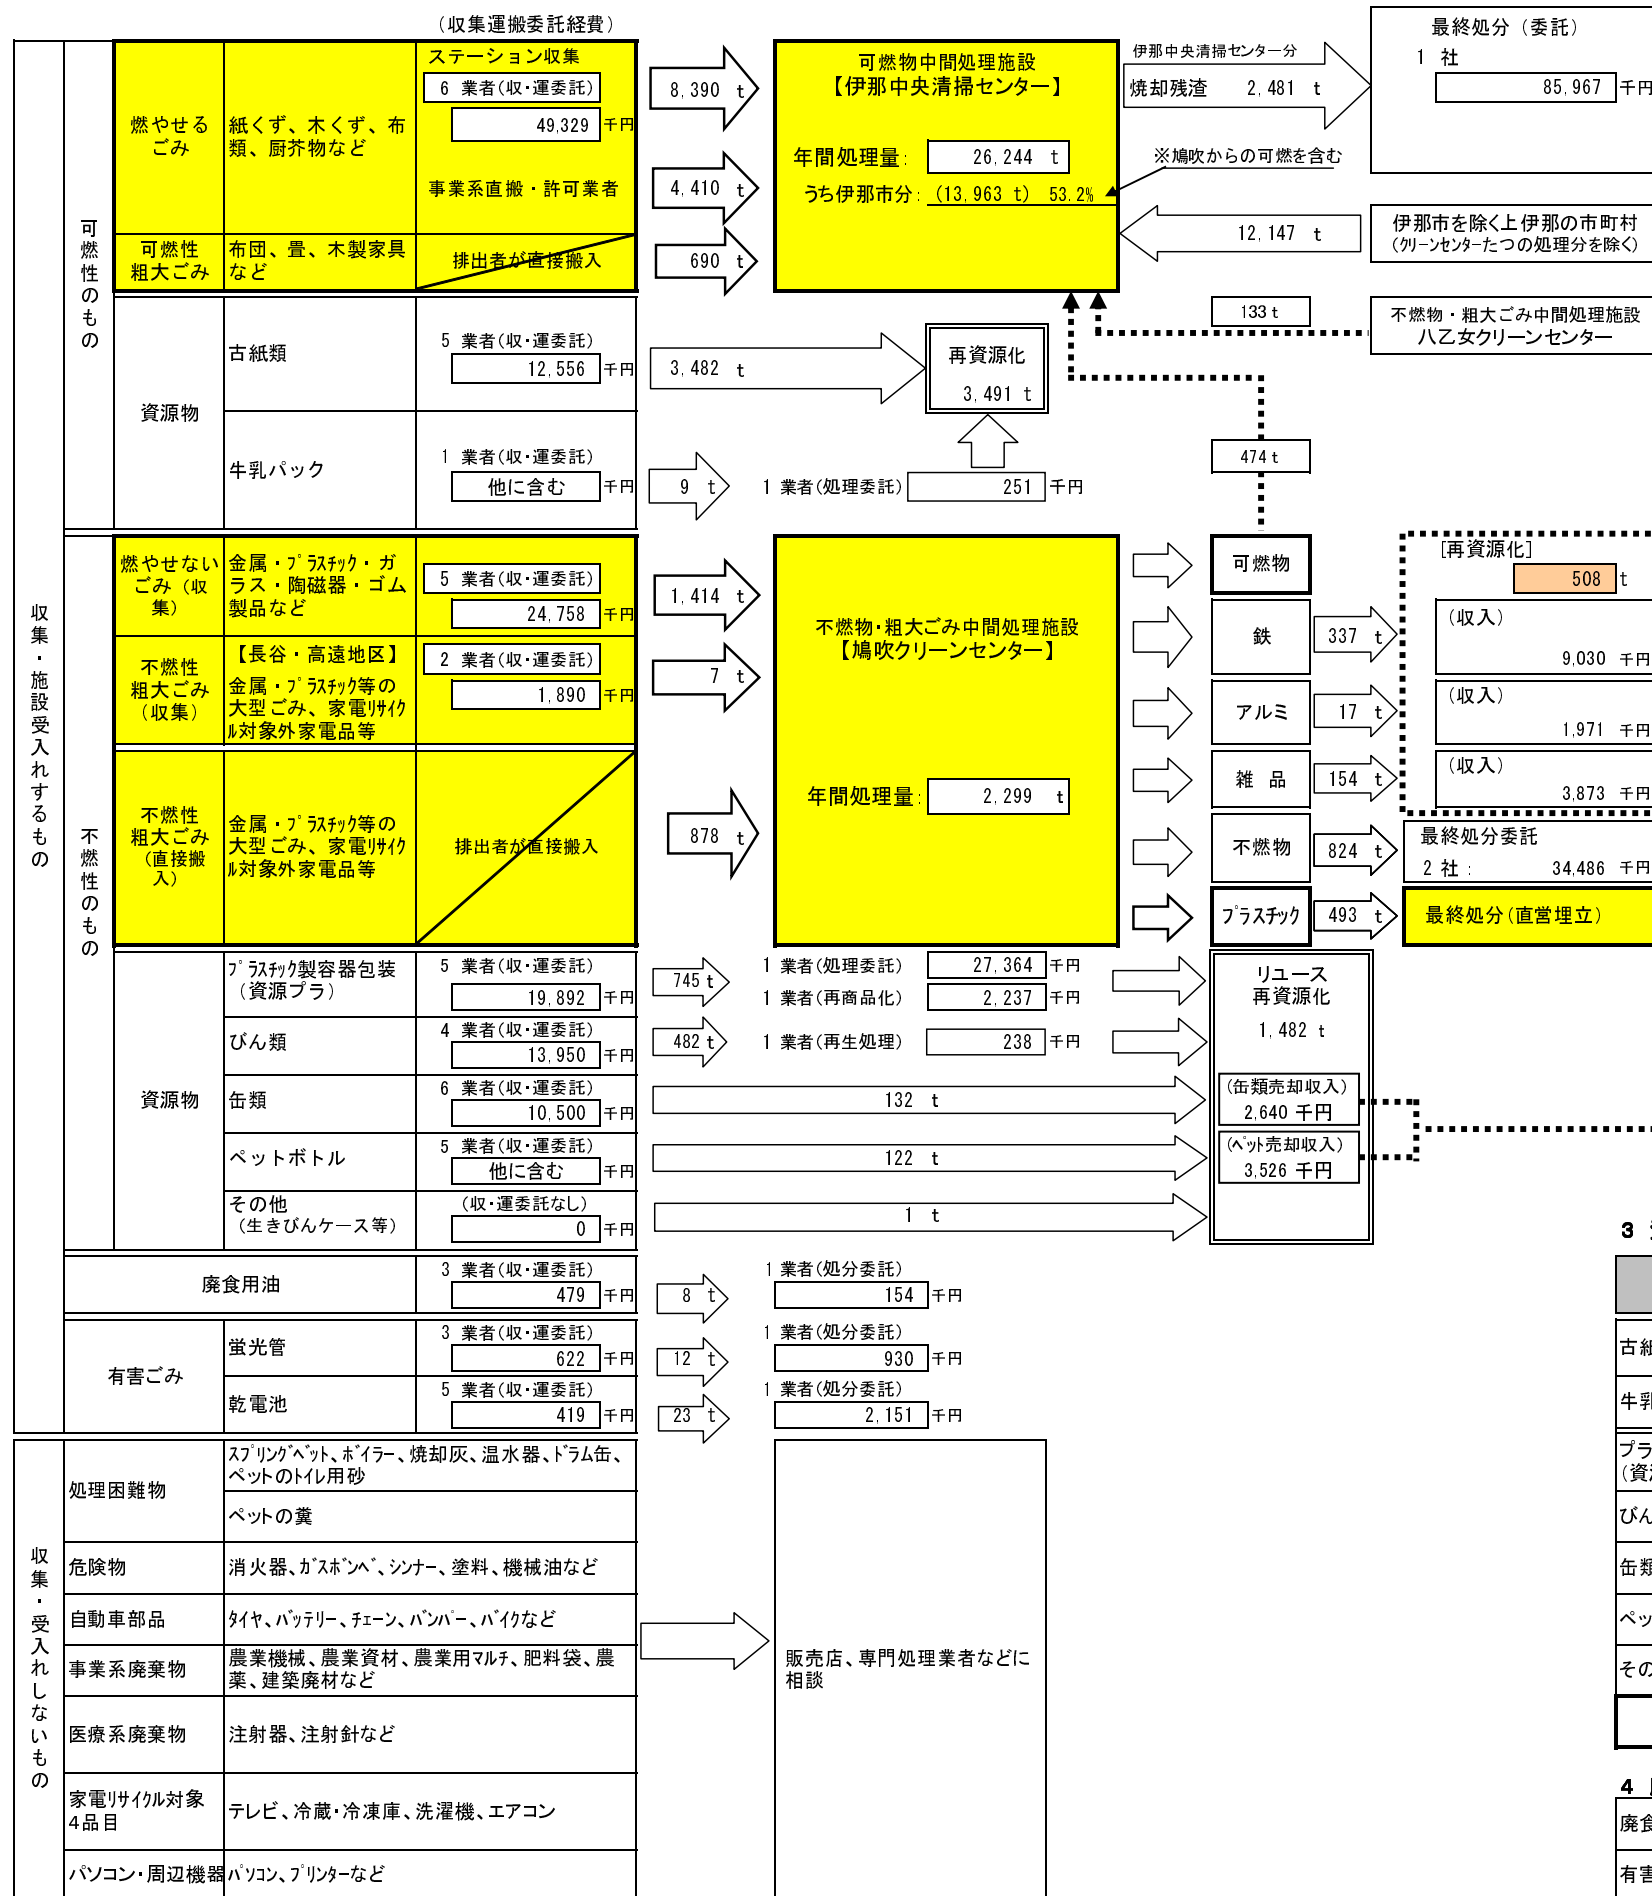 （収集運搬委託経費）
収集・施設受入れするもの
可燃性のもの
燃やせる
ごみ
紙くず、木くず、布
類、厨芥物など
ステーション収集
6 業者(収・運委託)
49,329 千円
事業系直搬・許可業者
8,390 t
4,410 t
可燃性
粗大ごみ
布団、畳、木製家具
など
排出者が直接搬入
690 t
可燃物中間処理施設
【伊那中央清掃センター】
年間処理量:
26,244 t
うち伊那市分:
(13,963 t) 53.2%
伊那中央清掃センター分
焼却残渣 2,481 t
最終処分（委託）
1 社
85,967 千円
※鳩吹からの可燃を含む
12,147 t
伊那市を除く上伊那の市町村
(ｸﾘｰﾝｾﾝﾀｰたつの処理分を除く)
133 t
不燃物・粗大ごみ中間処理施設
八乙女クリーンセンター
資源物
古紙類
5 業者(収・運委託)
12,556 千円
3,482 t
再資源化
3,491 t
牛乳パック
1 業者(収・運委託)
他に含む 千円
9 t
1 業者(処理委託) 251 千円
474 t
不燃性のもの
燃やせない
ごみ（収
集）
金属・ﾌﾟﾗｽﾁｯｸ・ガ
ラス・陶磁器・ゴム
製品など
5 業者(収・運委託)
24,758 千円
1,414 t
不燃性
粗大ごみ
（収集）
【長谷・高遠地区】
金属・ﾌﾟﾗｽﾁｯｸ等の
大型ごみ、家電ﾘｻｲｸ
ﾙ対象外家電品等
2 業者(収・運委託)
1,890 千円
7 t
不燃性
粗大ごみ
（直接搬
入）
金属・ﾌﾟﾗｽﾁｯｸ等の
大型ごみ、家電ﾘｻｲｸ
ﾙ対象外家電品等
排出者が直接搬入
878 t
不燃物・粗大ごみ中間処理施設
【鳩吹クリーンセンター】
年間処理量:
2,299 t
可燃物
鉄
337 t
アルミ
17 t
雑 品
154 t
不燃物
824 t
ﾌﾟﾗｽﾁｯｸ
493 t
[再資源化]
508 t
（収入）
9,030 千円
（収入）
1,971 千円
（収入）
3,873 千円
最終処分委託
2 社 : 34,486 千円
最終処分(直営埋立)
資源物
ﾌﾟﾗｽﾁｯｸ製容器包装
（資源プラ）
5 業者(収・運委託)
19,892 千円
745 t
1 業者(処理委託) 27,364 千円
1 業者(再商品化) 2,237 千円
びん類
4 業者(収・運委託)
13,950 千円
482 t
1 業者(再生処理) 238 千円
缶類
6 業者(収・運委託)
10,500 千円
132 t
ペットボトル
5 業者(収・運委託)
他に含む 千円
122 t
その他
（生きびんケース等）
(収・運委託なし)
0 千円
1 t
リユース
再資源化
1,482 t
(缶類売却収入)
2,640 千円
(ﾍﾟｯﾄ売却収入)
3,526 千円
廃食用油
3 業者(収・運委託)
479 千円
8 t
1 業者(処分委託)
154 千円
有害ごみ
蛍光管
3 業者(収・運委託)
622 千円
12 t
1 業者(処分委託)
930 千円
乾電池
5 業者(収・運委託)
419 千円
23 t
1 業者(処分委託)
2,151 千円
収集・受入れしないもの
処理困難物
ｽﾌﾟﾘﾝｸﾞﾍﾞｯﾄ、ﾎﾞｲﾗｰ、焼却灰、温水器、ﾄﾞﾗﾑ缶、
ペットのﾄｲﾚ用砂
ペットの糞
危険物
消火器、ｶﾞｽﾎﾞﾝﾍﾞ、ｼﾝﾅｰ、塗料、機械油など
自動車部品
ﾀｲﾔ、ﾊﾞｯﾃﾘｰ、ﾁｪｰﾝ、ﾊﾞﾝﾊﾟｰ、ﾊﾞｲｸなど
事業系廃棄物
農業機械、農業資材、農業用ﾏﾙﾁ、肥料袋、農
薬、建築廃材など
医療系廃棄物
注射器、注射針など
家電ﾘｻｲｸﾙ対象
4品目
テレビ、冷蔵・冷凍庫、洗濯機、エアコン
パソコン・周辺機器
ﾊﾟｿｺﾝ、ﾌﾟﾘﾝﾀｰなど
販売店、専門処理業者などに
相談
3
古紙
牛乳
プラ
（資源
びん
缶類
ペッ
その
4
廃食
有害